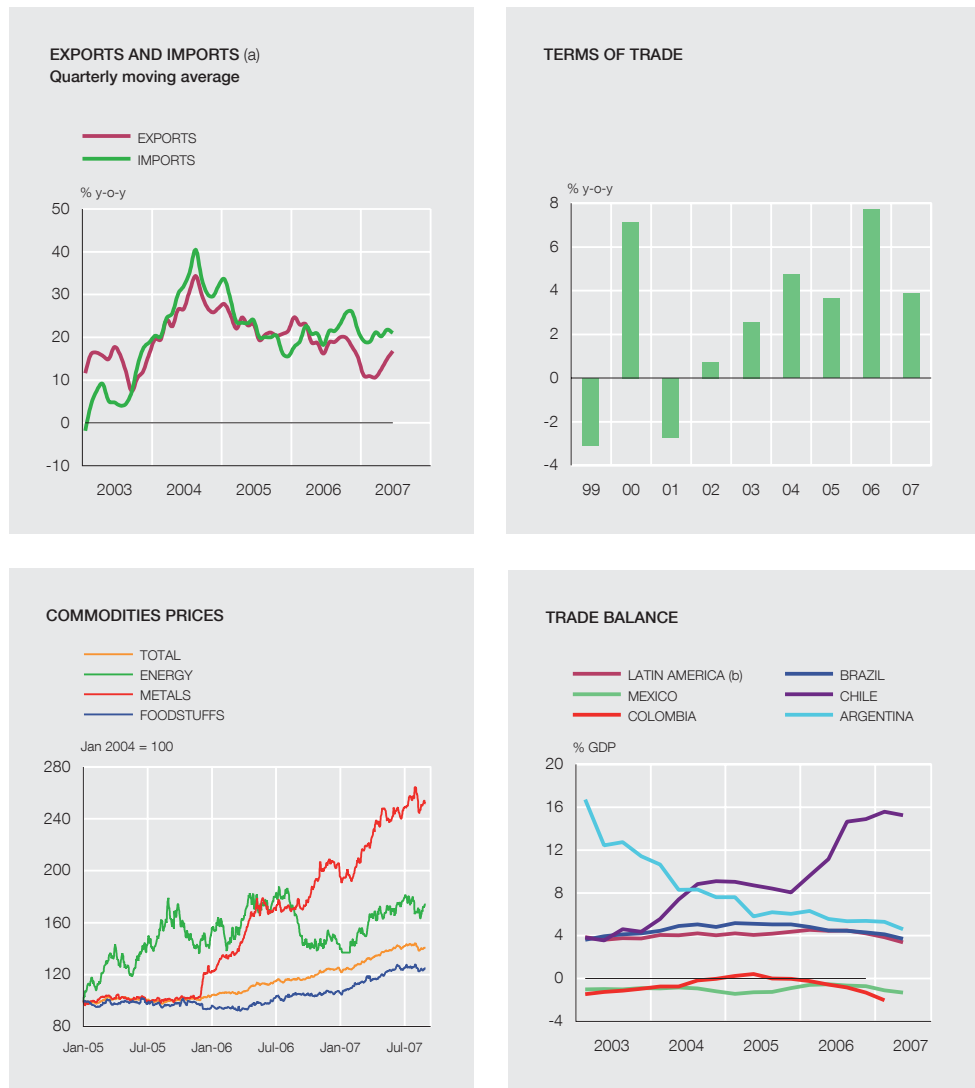 EXPORTS AND IMPORTS (a)
Quarterly moving average
EXPORTS
IMPORTS
% y-o-y
50
40
30
20
10
0
-10
2003 2004 2005 2006 2007
TERMS OF TRADE
% y-o-y
8
6
4
2
0
-2
-4
99 00 01 02 03 04 05 06 07
COMMODITIES PRICES
TOTAL
ENERGY
METALS
FOODSTUFFS
Jan 2004 = 100
280
240
200
160
120
80
Jan-05 Jul-05 Jan-06 Jul-06 Jan-07 Jul-07
TRADE BALANCE
LATIN AMERICA (b) BRAZIL
MEXICO CHILE
COLOMBIA ARGENTINA
% GDP
20
16
12
8
4
0
-4
2003 2004 2005 2006 2007